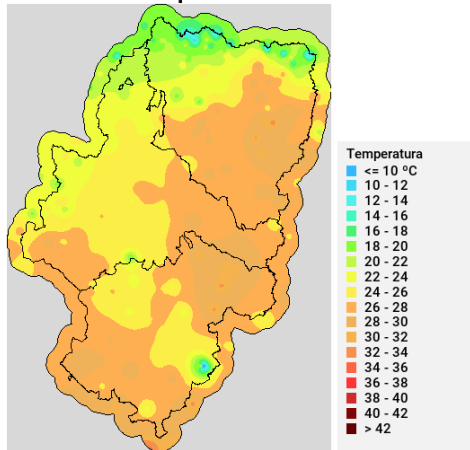 Temperatura
<= 10 ºC
10 - 12
12 - 14
14 - 16
16 - 18
18 - 20
20 - 22
22 - 24
24 - 26
26 - 28
28 - 30
30 - 32
32 - 34
34 - 36
36 - 38
38 - 40
40 - 42
> 42